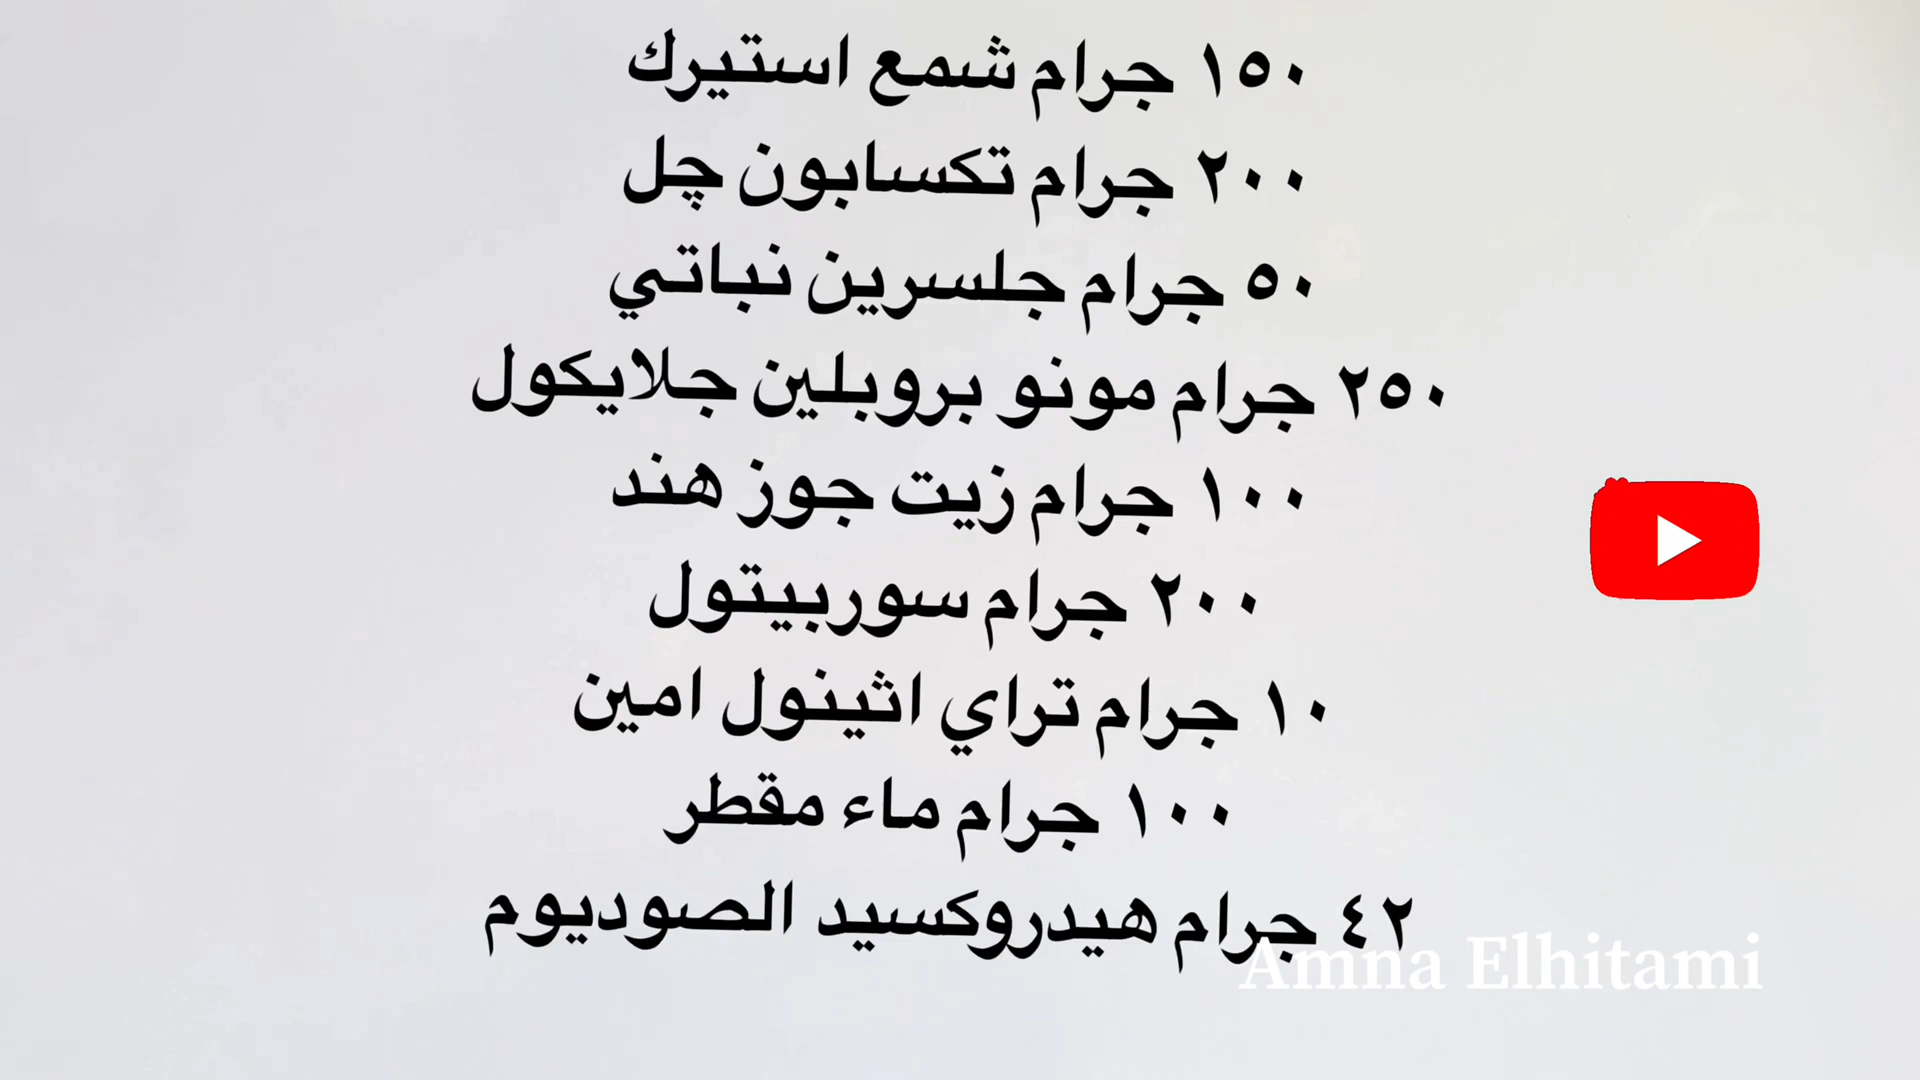 ١٥٠ جرام شمع استيرك
٢٠٠ جرام تكسابون چل
٥٠ جرام جلسرين نباتي
٢٥٠ جرام مونو بروبلين جلايكول
١٠٠ جرام زيت جوز هند
٢٠٠ جرام سوربيتول
١٠ جرام تراي اثينول امين
١٠٠ جرام ماء مقطر
٤٢ جرام هيدروكسيد الصوديوم
Amna Elhitami